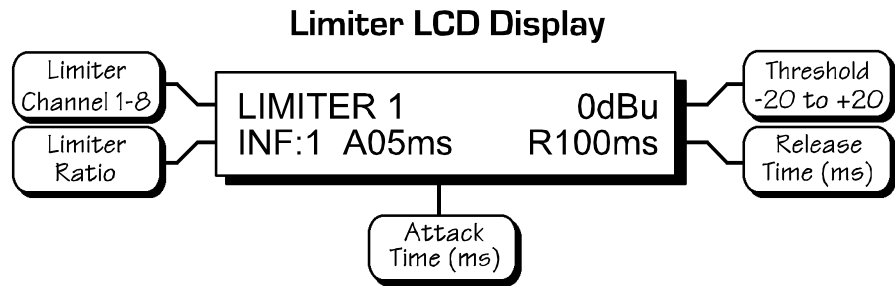 Limiter LCD Display
Limiter
Channel 1-8
Limiter
Ratio
LIMITER 1 0dBu
INF:1 A05ms R100ms
Threshold
-20 to +20
Release
Time (ms)
Attack
Time (ms)